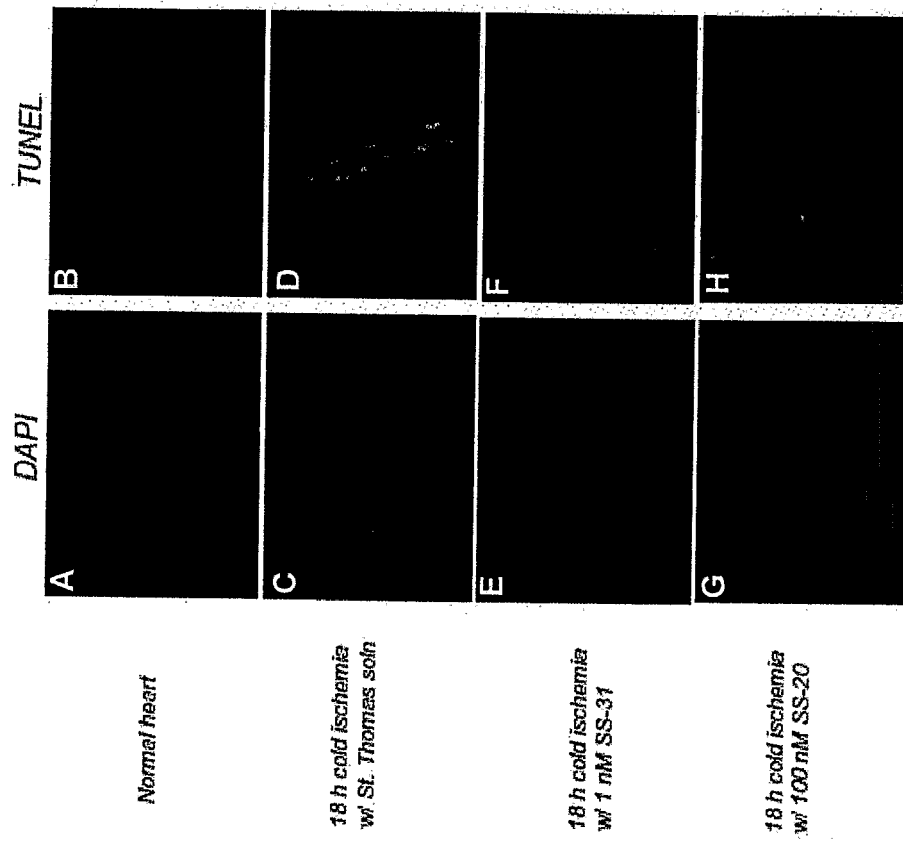 DAPI
TUNEL
Normal heart
A
B
18 h cold ischemia
w/ St. Thomas soln
C
D
18 h cold ischemia
w/ 1 nM SS-31
E
F
18 h cold ischemia
w/ 100 nM SS-20
G
H